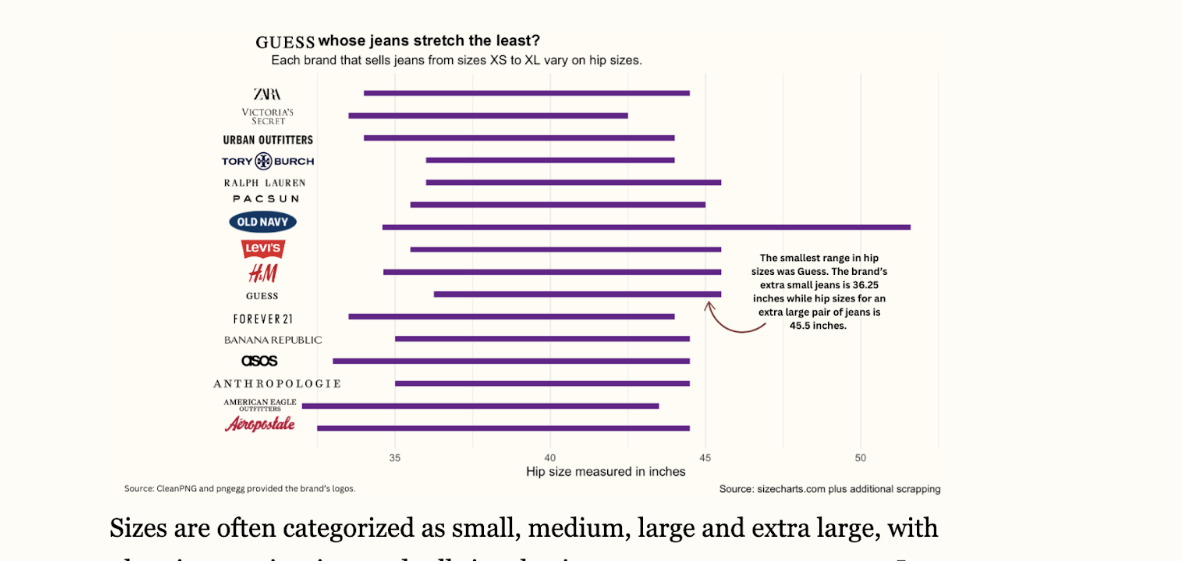 GUESS whose jeans stretch the least?
Each brand that sells jeans from sizes XS to XL vary on hip sizes.
ZARA
VICTORIA'S
SECRET
URBAN OUTFITTERS
TORY BURCH
RALPH LAUREN
PACSUN
OLD NAVY
LEVI'S
H&M
GUESS
FOREVER 21
BANANA REPUBLIC
asos
ANTHROPOLOGIE
AMERICAN EAGLE
OUTFITTERS
Aéropostale
The smallest range in hip
sizes was Guess. The brand's
extra small jeans is 36.25
inches while hip sizes for an
extra large pair of jeans is
45.5 inches.
35 40 45 50
Hip size measured in inches
Source: CleanPNG and pngegg provided the brand's logos.
Source: sizecharts.com plus additional scrapping
Sizes are often categorized as small, medium, large and extra large, with